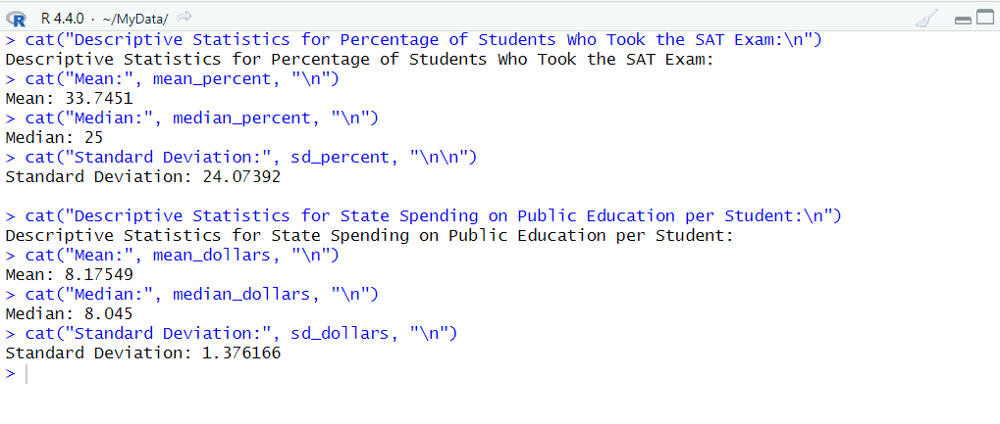 R 4.4.0 · ~/MyData/
> cat("Descriptive Statistics for Percentage of Students Who Took the SAT Exam:\n")
Descriptive Statistics for Percentage of Students Who Took the SAT Exam:
> cat("Mean:", mean_percent, "\n")
Mean: 33.7451
> cat("Median:", median_percent, "\n")
Median: 25
> cat("Standard Deviation:", sd_percent, "\n\n")
Standard Deviation: 24.07392
> cat("Descriptive Statistics for State Spending on Public Education per Student:\n")
Descriptive Statistics for State Spending on Public Education per Student:
> cat("Mean:", mean_dollars, "\n")
Mean: 8.17549
> cat("Median:", median_dollars, "\n")
Median: 8.045
> cat("Standard Deviation:", sd_dollars, "\n")
Standard Deviation: 1.376166
>